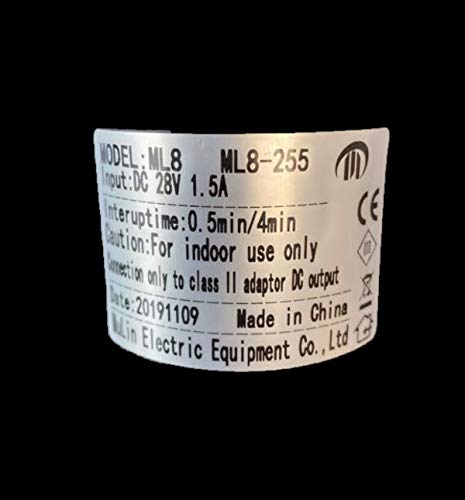 MODEL:ML8 ML8-255
Input:DC 28V 1.5A
Interuptime:0.5min/4min
Caution:For indoor use only
Connection only to class II adaptor DC output
Date:20191109 Made in China
MuLin Electric Equipment Co.,Ltd
CE
III